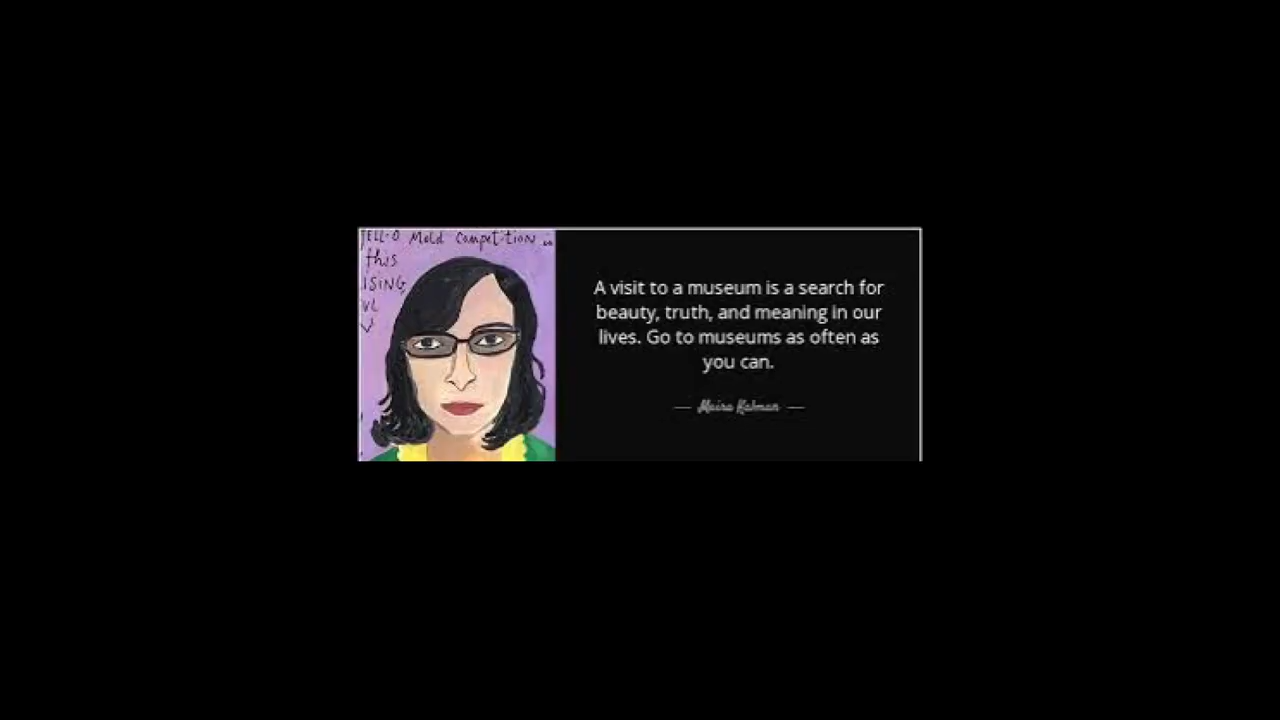 JELL-O Mold Competition
this
ISING,
A visit to a museum is a search for
beauty, truth, and meaning in our
lives. Go to museums as often as
you can.
— Maira Kalman —